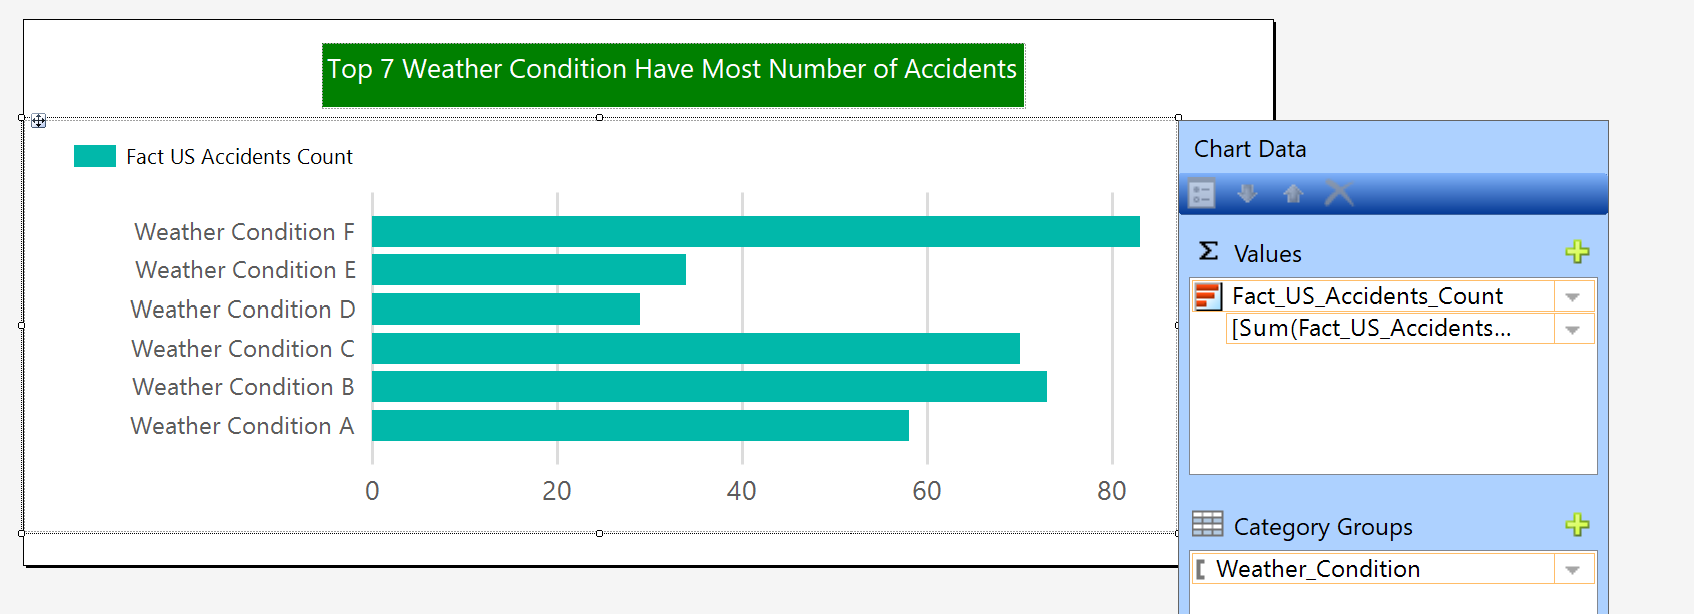 Top 7 Weather Condition Have Most Number of Accidents
Fact US Accidents Count
Weather Condition F
Weather Condition E
Weather Condition D
Weather Condition C
Weather Condition B
Weather Condition A
0 20 40 60 80
Chart Data
Σ Values
Fact_US_Accidents_Count
[Sum(Fact_US_Accidents...
Category Groups
Weather_Condition